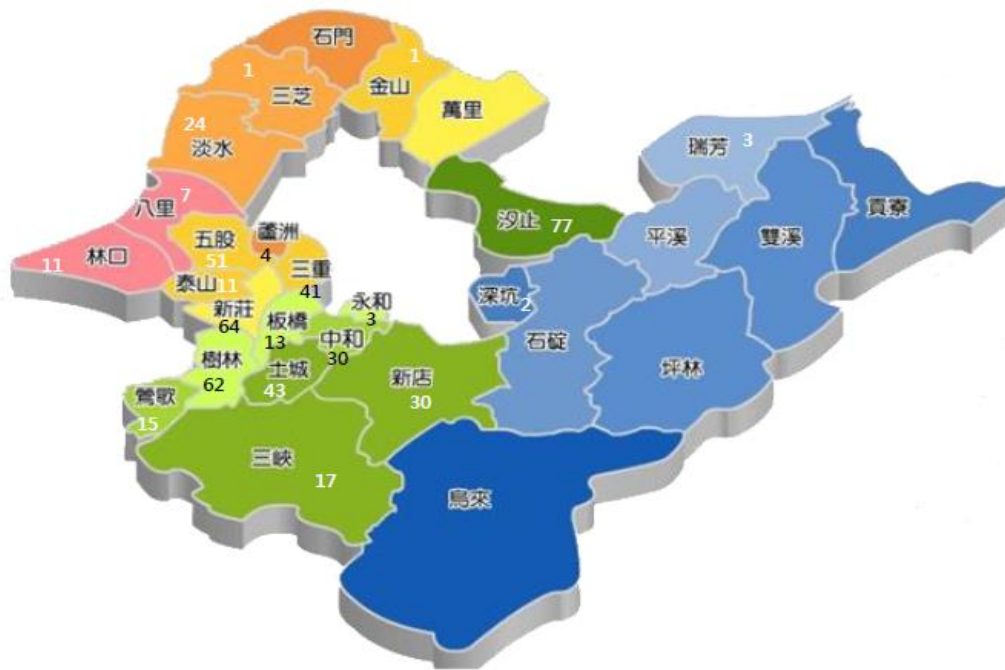 石門
1
金山
1
三芝
萬里
24
淡水
瑞芳 3
7
八里
貢寮
汐止 77
五股
51
蘆洲
4
平溪
雙溪
林口
11
三重
41
泰山 11
深坑 2
新莊
64
永和
3
板橋
13
中和
30
石碇
樹林
62
土城
43
新店
30
坪林
鶯歌
15
三峽
17
烏來